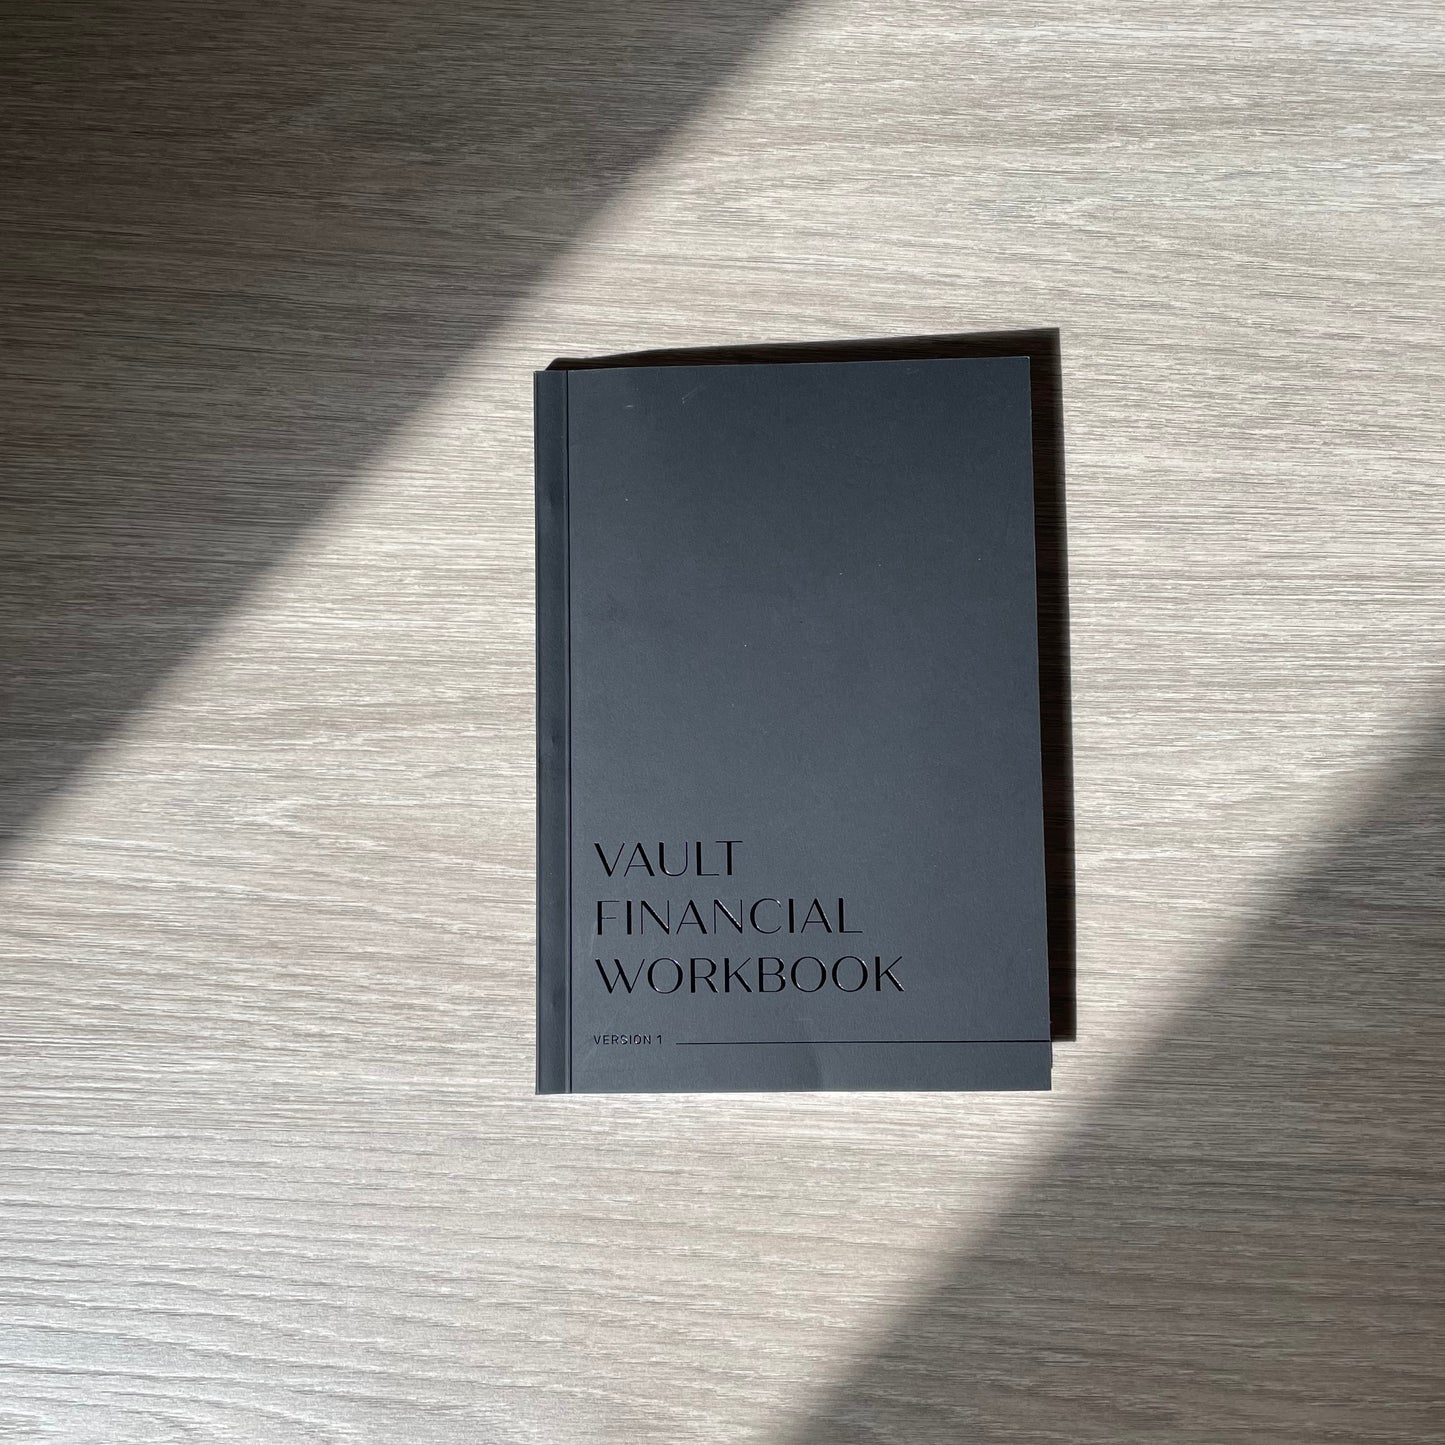 VAULT
FINANCIAL
WORKBOOK
VERSION 1